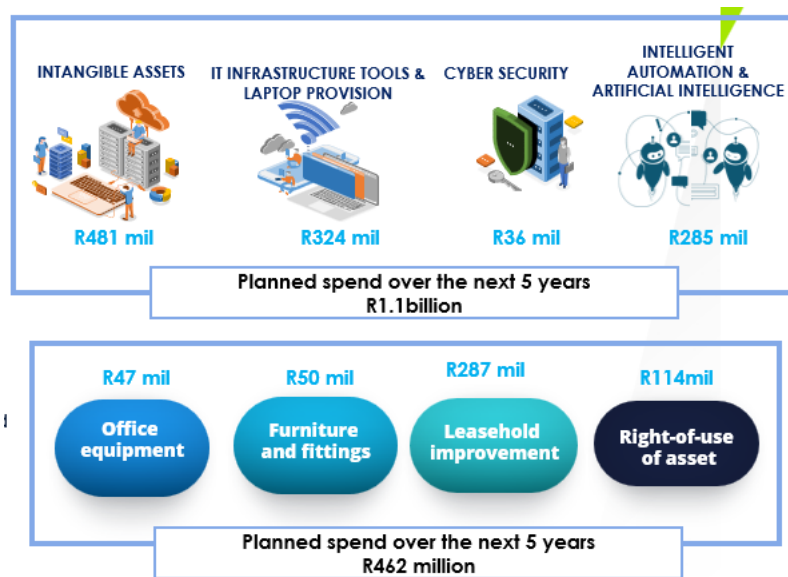 INTANGIBLE ASSETS
IT INFRASTRUCTURE TOOLS &
LAPTOP PROVISION
CYBER SECURITY
INTELLIGENT
AUTOMATION &
ARTIFICIAL INTELLIGENCE
R481 mil
R324 mil
R36 mil
R285 mil
Planned spend over the next 5 years
R1.1billion
R47 mil
R50 mil
R287 mil
R114mil
Office
equipment
Furniture
and fittings
Leasehold
improvement
Right-of-use
of asset
Planned spend over the next 5 years
R462 million